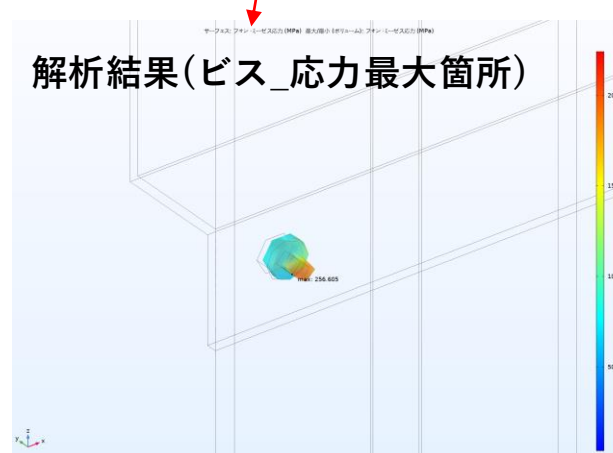 サーフェス: フォン・ミーゼス応力 (MPa) 最大/最小 (ボリューム): フォン・ミーゼス応力 (MPa)
解析結果(ビス_応力最大箇所)
max: 256.605
50
z
y
x